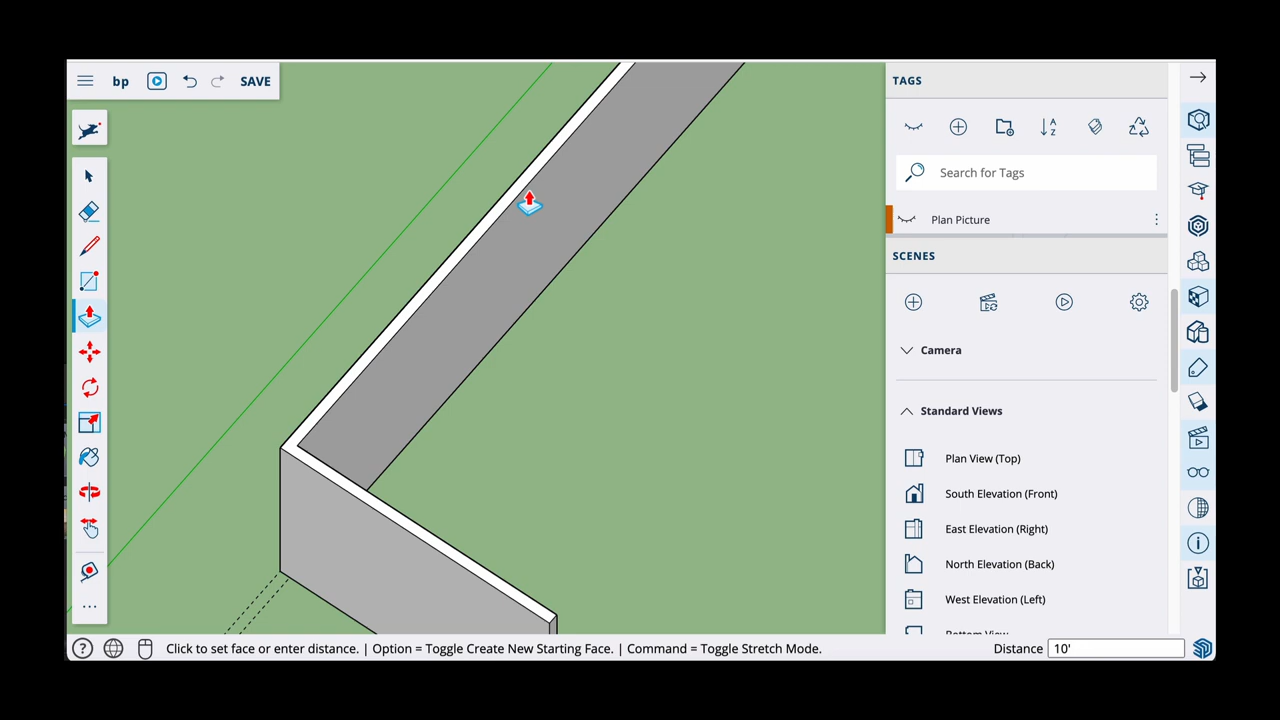 bp
SAVE
TAGS
A
Z
Search for Tags
Plan Picture
SCENES
Camera
Standard Views
Plan View (Top)
South Elevation (Front)
East Elevation (Right)
North Elevation (Back)
West Elevation (Left)
Bottom View
? Click to set face or enter distance. | Option = Toggle Create New Starting Face. | Command = Toggle Stretch Mode. Distance 10'